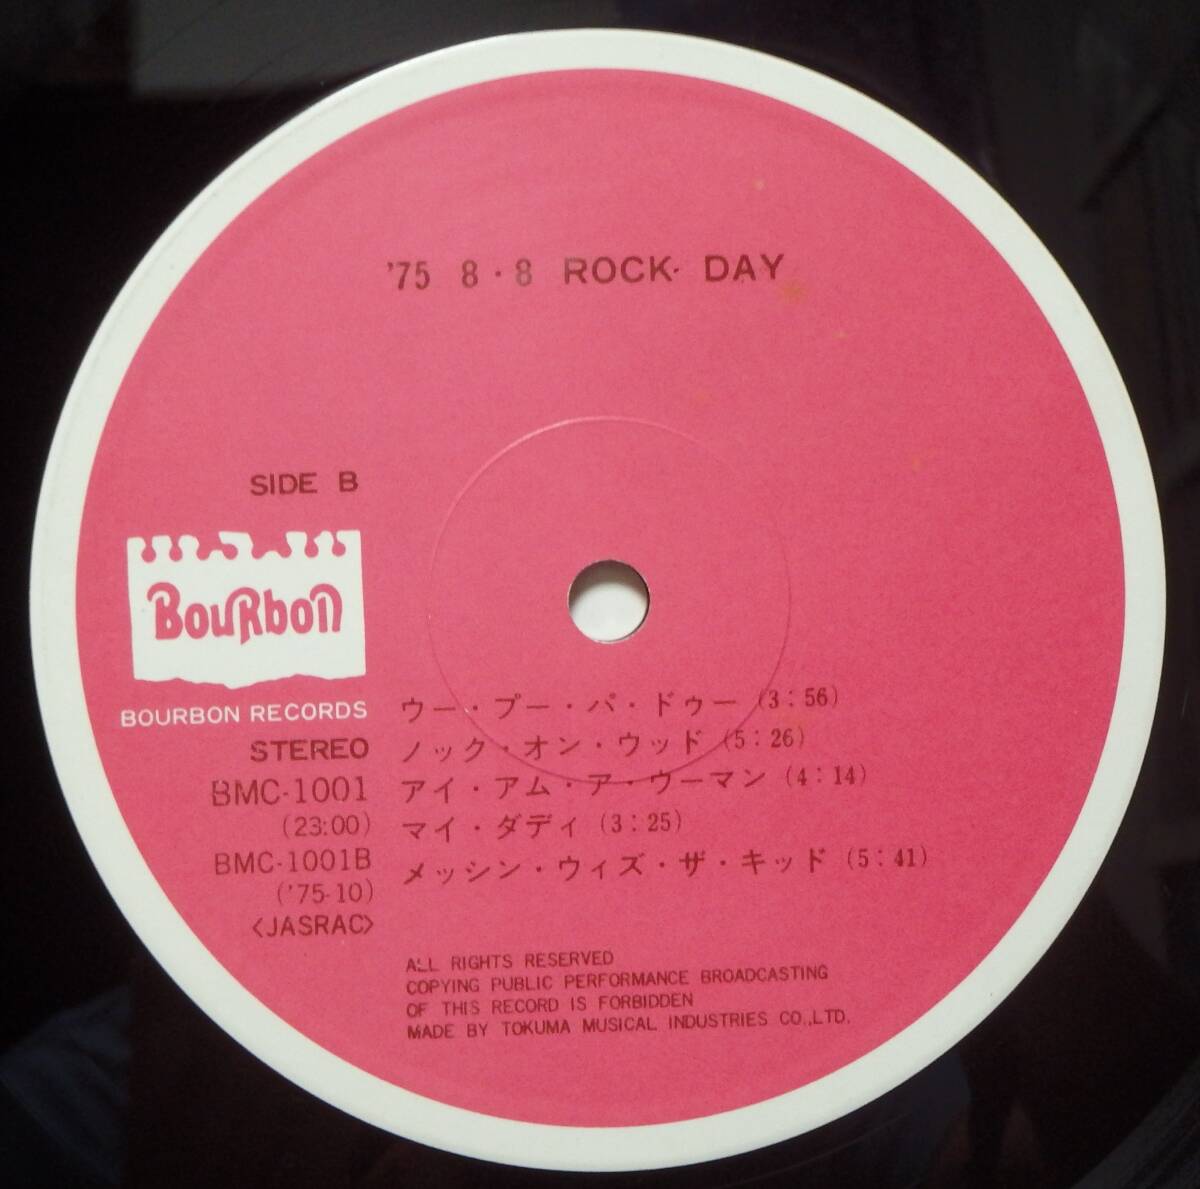 '75 8・8 ROCK DAY
SIDE B
BouRbon
BOURBON RECORDS
STEREO
BMC-1001
(23:00)
BMC-1001B
('75-10)
〈JASRAC〉
ウー・プー・パ・ドゥー (3:56)
ノック・オン・ウッド (5:26)
アイ・アム・ア・ウーマン (4:14)
マイ・ダディ (3:25)
メッシン・ウィズ・ザ・キッド (5:41)
ALL RIGHTS RESERVED
COPYING PUBLIC PERFORMANCE BROADCASTING
OF THIS RECORD IS FORBIDDEN
MADE BY TOKUMA MUSICAL INDUSTRIES CO.,LTD.